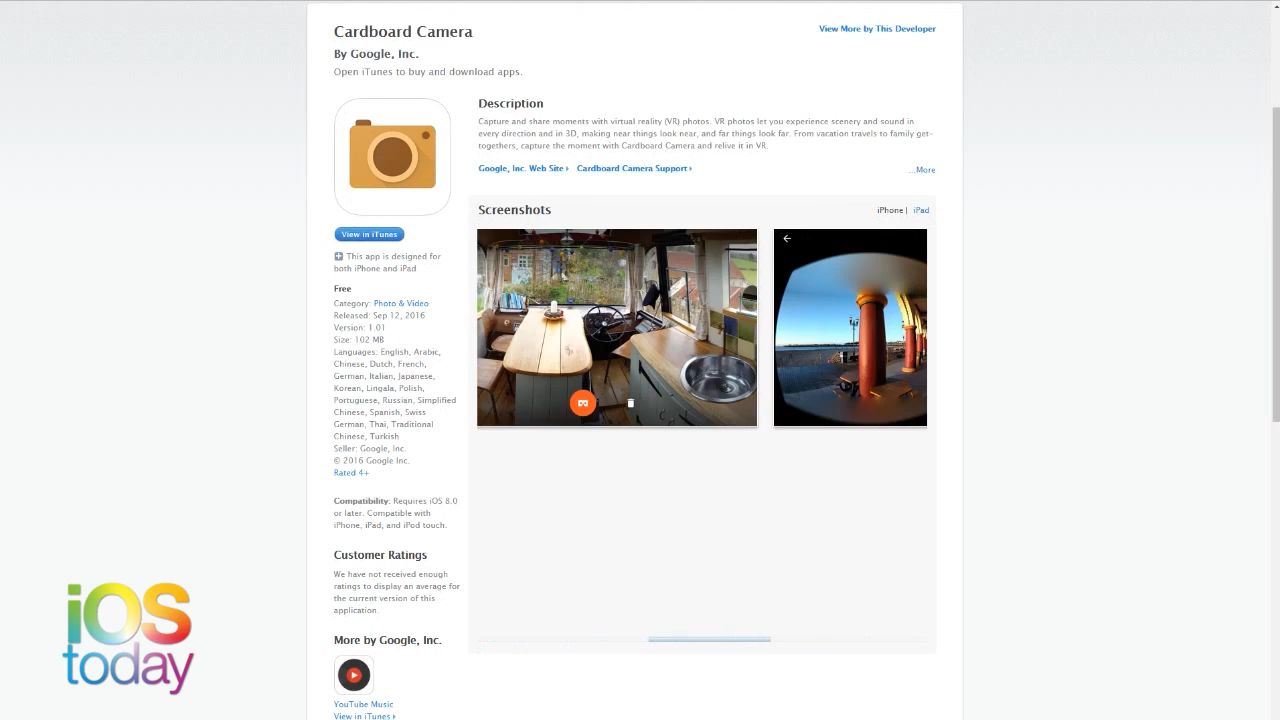 Cardboard Camera
View More by This Developer
By Google, Inc.
Open iTunes to buy and download apps.
Description
Capture and share moments with virtual reality (VR) photos. VR photos let you experience scenery and sound in
every direction and in 3D, making near things look near, and far things look far. From vacation travels to family get-
togethers, capture the moment with Cardboard Camera and relive it in VR.
Google, Inc. Web Site
Cardboard Camera Support
...More
Screenshots
iPhone | iPad
View in iTunes
This app is designed for
both iPhone and iPad
Free
Category: Photo & Video
Released: Sep 12, 2016
Version: 1.01
Size: 102 MB
Languages: English, Arabic,
Chinese, Dutch, French,
German, Italian, Japanese,
Korean, Lingala, Polish,
Portuguese, Russian, Simplified
Chinese, Spanish, Swiss
German, Thai, Traditional
Chinese, Turkish
Seller: Google, Inc.
© 2016 Google Inc.
Rated 4+
Compatibility: Requires iOS 8.0
or later. Compatible with
iPhone, iPad, and iPod touch.
Customer Ratings
We have not received enough
ratings to display an average for
the current version of this
application.
More by Google, Inc.
YouTube Music
View in iTunes
iOS
today